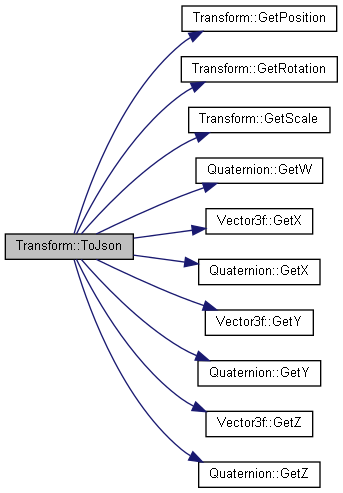 Transform::GetPosition
Transform::GetRotation
Transform::GetScale
Quaternion::GetW
Vector3f::GetX
Transform::ToJson
Quaternion::GetX
Vector3f::GetY
Quaternion::GetY
Vector3f::GetZ
Quaternion::GetZ